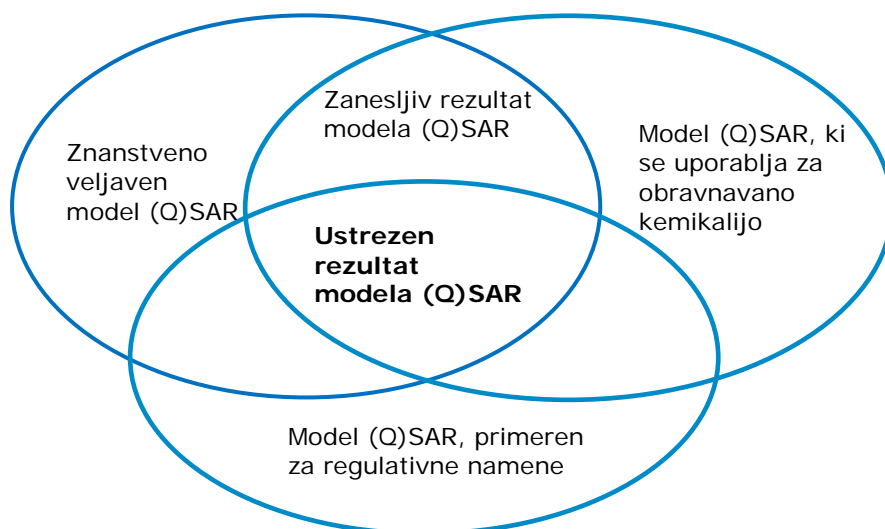 Zanesljiv rezultat
modela (Q)SAR
Znanstveno
veljaven
model (Q)SAR
Model (Q)SAR, ki
se uporablja za
obravnavano
kemikalijo
Ustrezen
rezultat
modela (Q)SAR
Model (Q)SAR, primeren
za regulativne namene